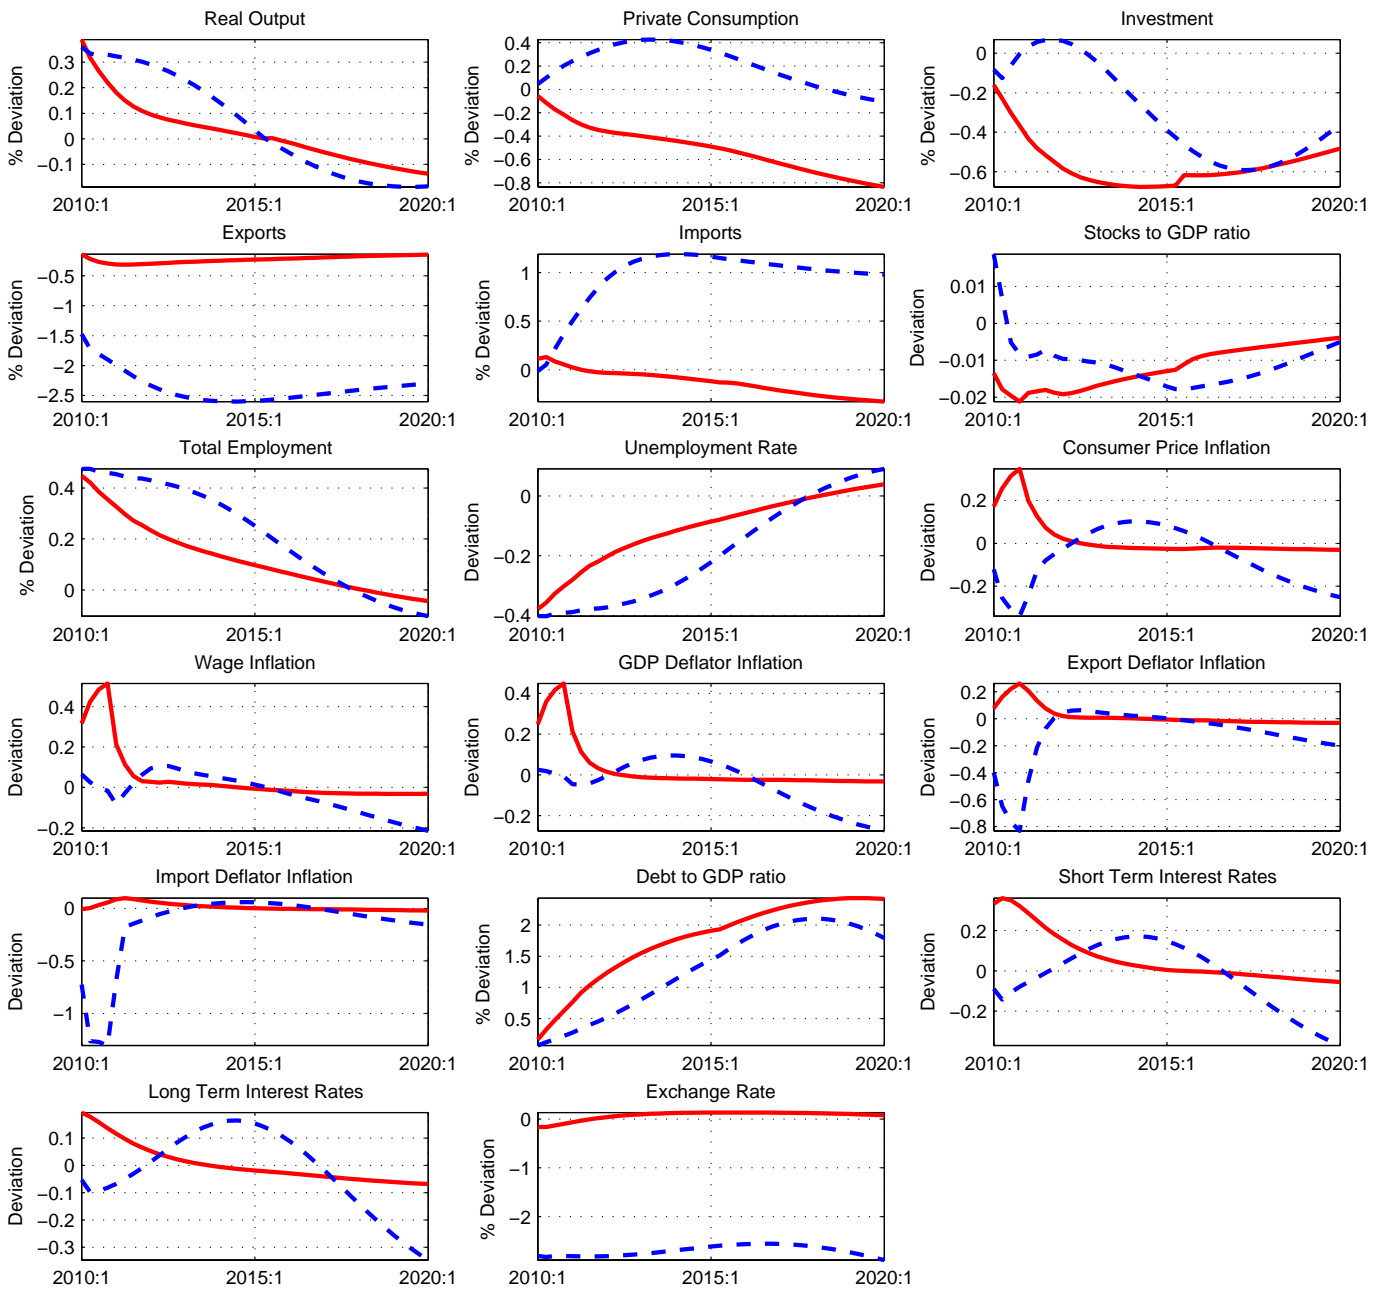 Real Output
% Deviation
0.3
0.2
0.1
0
−0.1
2010:1 2015:1 2020:1
Private Consumption
% Deviation
0.4
0.2
0
−0.2
−0.4
−0.6
−0.8
2010:1 2015:1 2020:1
Investment
% Deviation
0
−0.2
−0.4
−0.6
2010:1 2015:1 2020:1
Exports
% Deviation
−0.5
−1
−1.5
−2
−2.5
2010:1 2015:1 2020:1
Imports
% Deviation
1
0.5
0
2010:1 2015:1 2020:1
Stocks to GDP ratio
Deviation
0.01
0
−0.01
−0.02
2010:1 2015:1 2020:1
Total Employment
% Deviation
0.4
0.2
0
2010:1 2015:1 2020:1
Unemployment Rate
Deviation
0
−0.2
−0.4
2010:1 2015:1 2020:1
Consumer Price Inflation
Deviation
0.2
0
−0.2
2010:1 2015:1 2020:1
Wage Inflation
Deviation
0.4
0.2
0
−0.2
2010:1 2015:1 2020:1
GDP Deflator Inflation
Deviation
0.4
0.2
0
−0.2
2010:1 2015:1 2020:1
Export Deflator Inflation
Deviation
0.2
0
−0.2
−0.4
−0.6
−0.8
2010:1 2015:1 2020:1
Import Deflator Inflation
Deviation
0
−0.5
−1
2010:1 2015:1 2020:1
Debt to GDP ratio
% Deviation
2
1.5
1
0.5
2010:1 2015:1 2020:1
Short Term Interest Rates
Deviation
0.2
0
−0.2
2010:1 2015:1 2020:1
Long Term Interest Rates
Deviation
0.1
0
−0.1
−0.2
−0.3
2010:1 2015:1 2020:1
Exchange Rate
% Deviation
0
−1
−2
2010:1 2015:1 2020:1